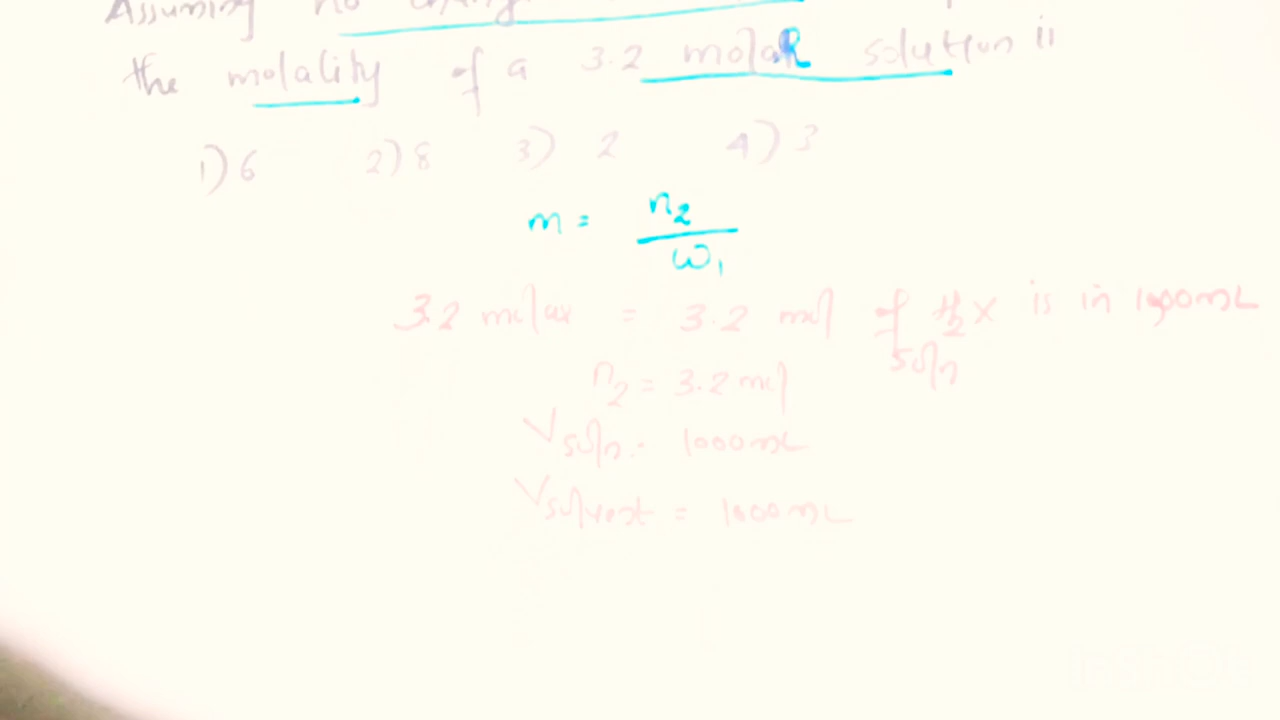 Assuming no
the molality of a 3.2 molaR solution is
1) 6 2) 8 3) 2 4) 3
m = n2/w1
3.2 molar = 3.2 mol of H2X is in 1000mL
soln
n2 = 3.2 mol
Vsoln = 1000mL
Vsolvent = 1000mL